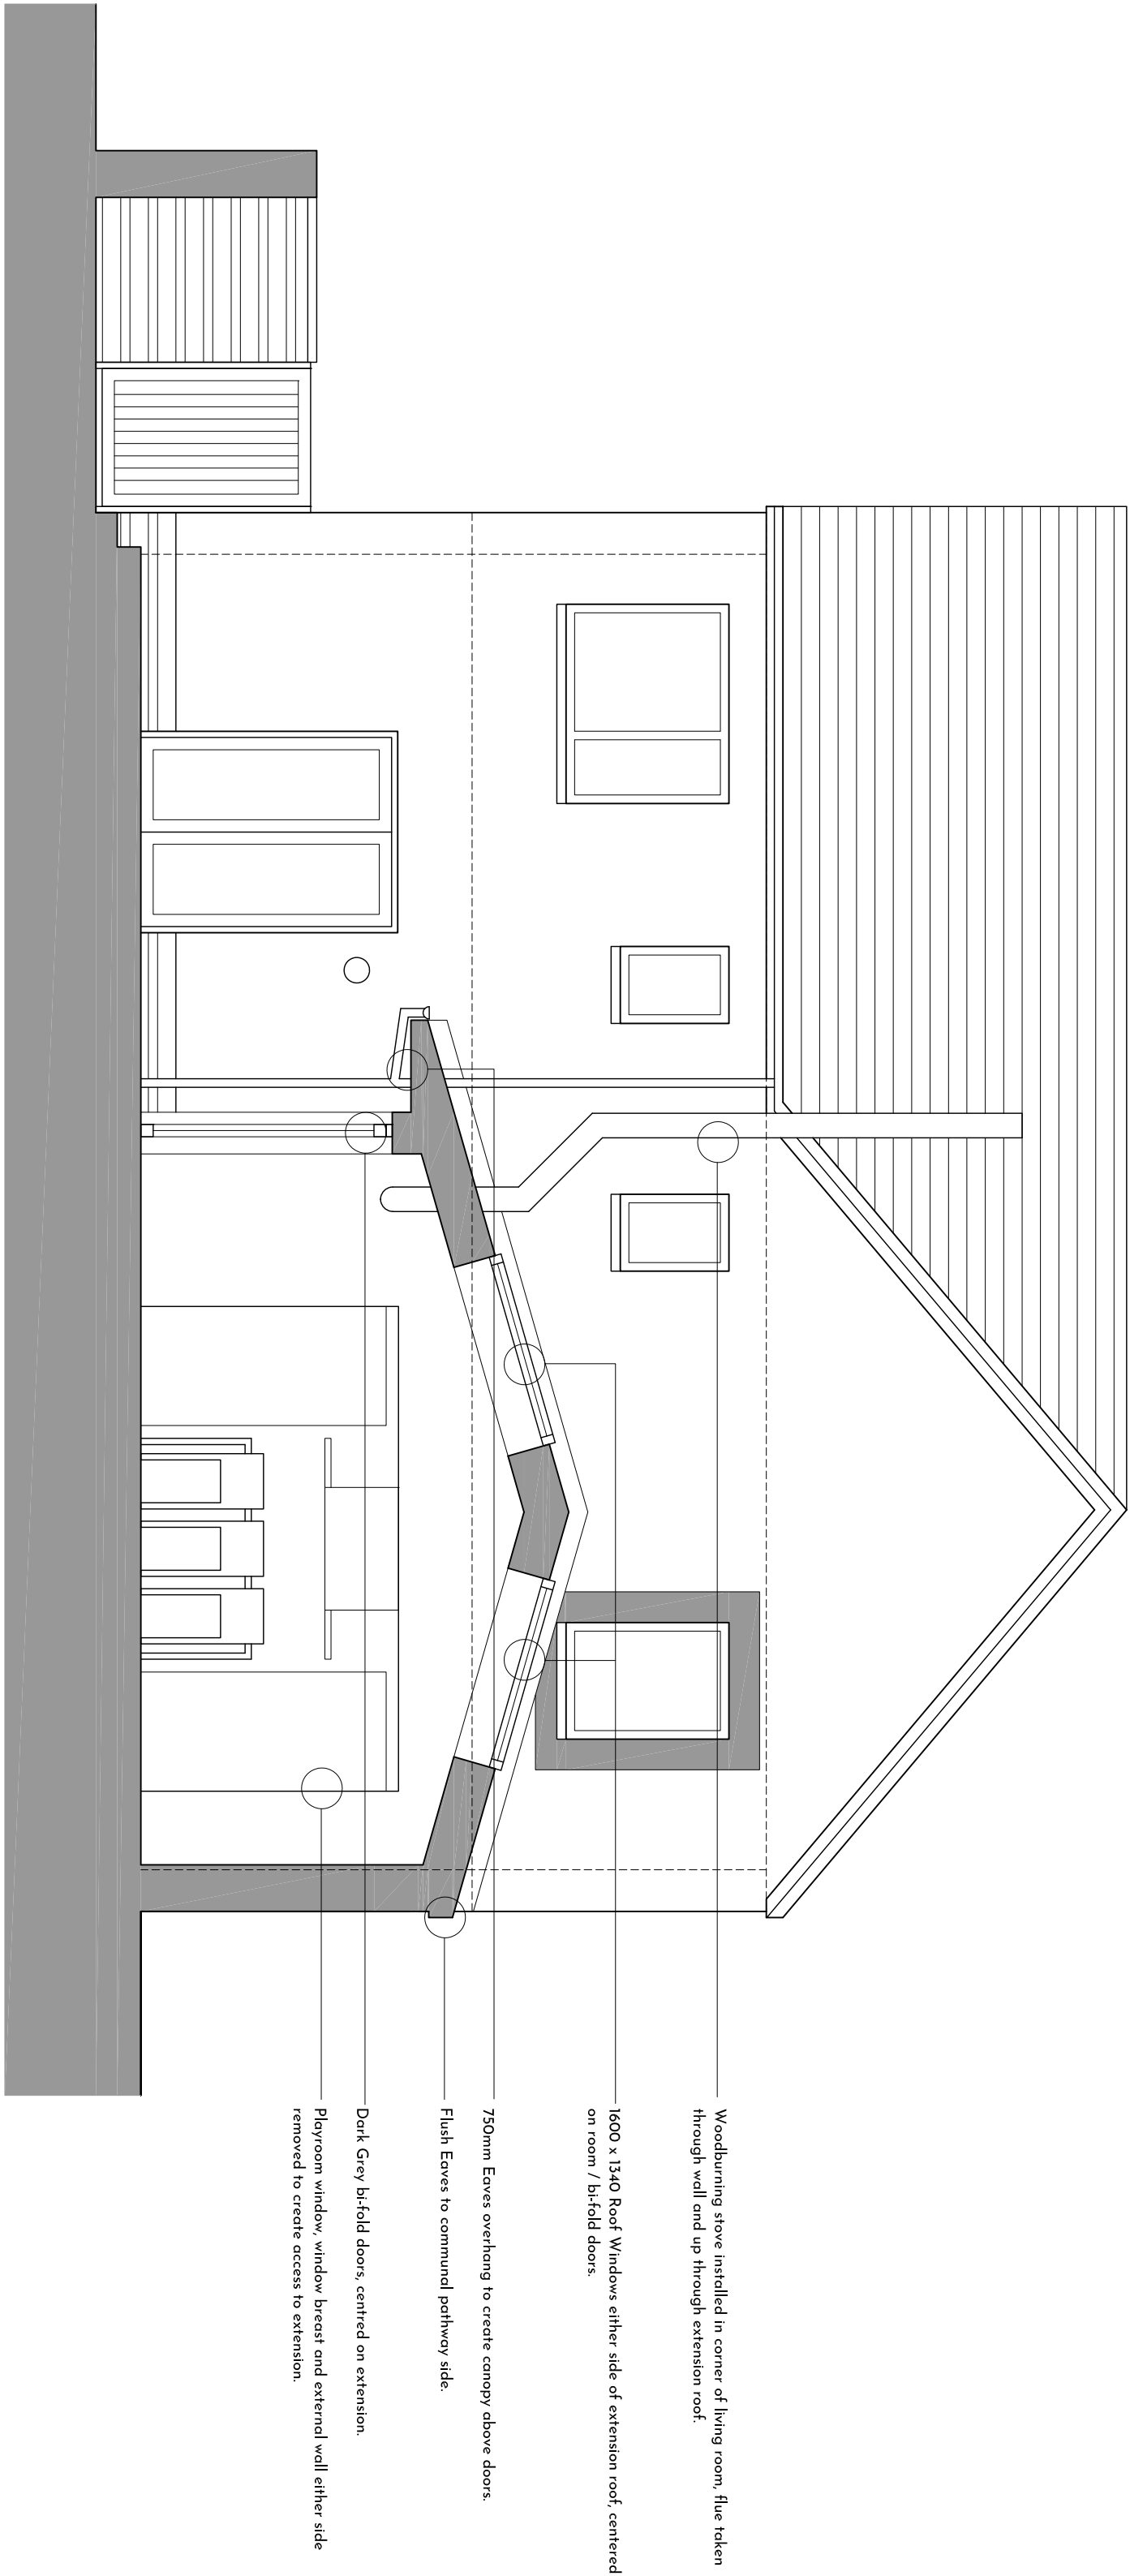 Woodburning stove installed in corner of living room, flue taken
through wall and up through extension roof.
1600 x 1340 Roof Windows either side of extension roof, centered
on room / bi-fold doors.
750mm Eaves overhang to create canopy above doors.
Flush Eaves to communal pathway side.
Dark Grey bi-fold doors, centred on extension.
Playroom window, window breast and external wall either side
removed to create access to extension.